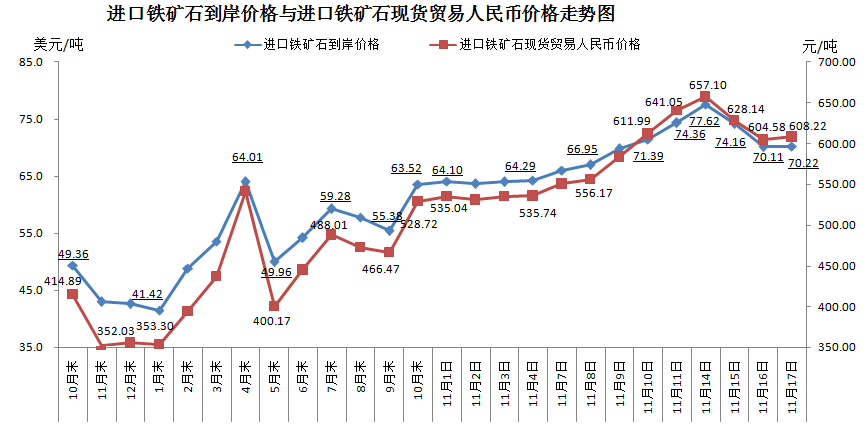 进口铁矿石到岸价格与进口铁矿石现货贸易人民币价格走势图
美元/吨
进口铁矿石到岸价格
进口铁矿石现货贸易人民币价格
元/吨
85.0
75.0
65.0
55.0
45.0
35.0
700.00
650.00
600.00
550.00
500.00
450.00
400.00
350.00
49.36
41.42
64.01
49.96
59.28
55.38
63.52
64.10
64.29
66.95
71.39
74.36
77.62
74.16
70.11
70.22
414.89
352.03
353.30
400.17
488.01
466.47
528.72
535.04
535.74
556.17
611.99
641.05
657.10
628.14
604.58
608.22
10月末
11月末
12月末
1月末
2月末
3月末
4月末
5月末
6月末
7月末
8月末
9月末
10月末
11月1日
11月2日
11月3日
11月4日
11月7日
11月8日
11月9日
11月10日
11月11日
11月14日
11月15日
11月16日
11月17日